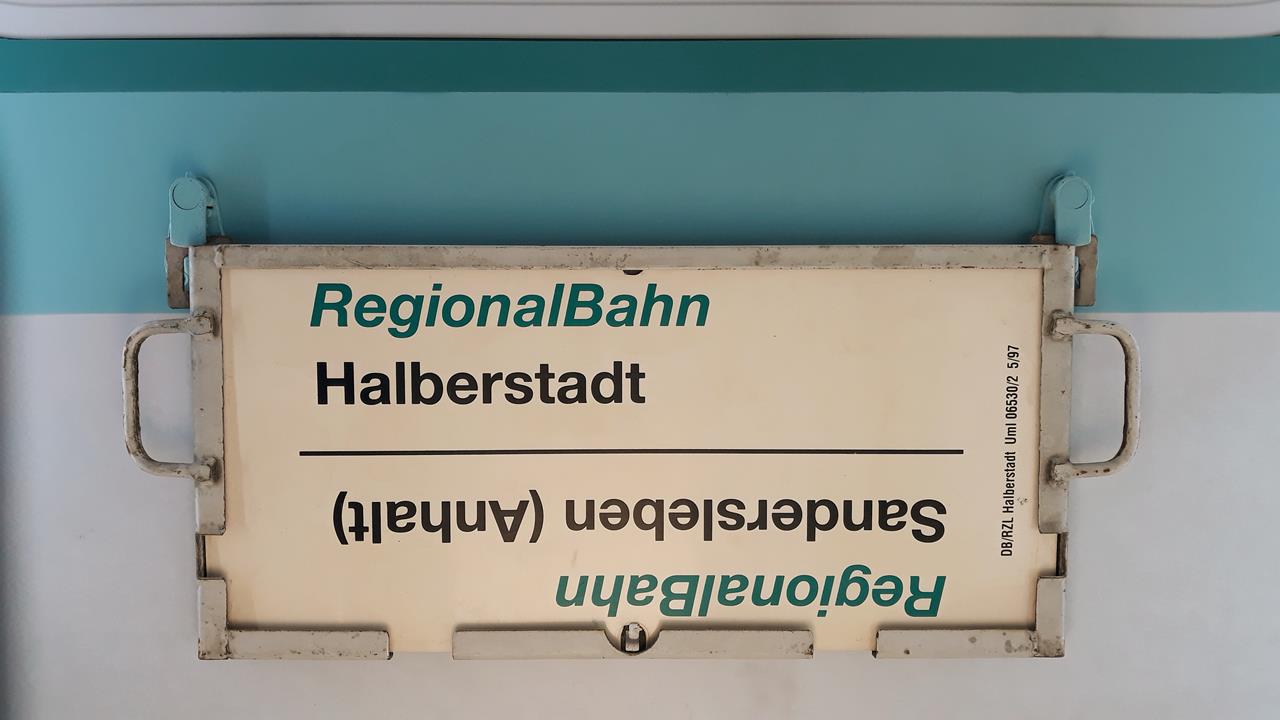 RegionalBahn
Halberstadt
Sandersleben (Anhalt)
RegionalBahn
DB/RZL Halberstadt Uml 06530/2 5/97